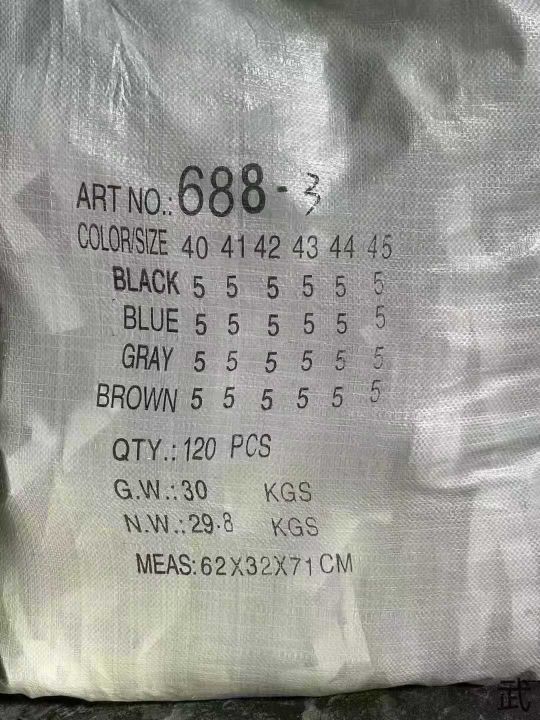 ART NO.: 688-3
COLOR/SIZE 40 41 42 43 44 45
BLACK 5 5 5 5 5 5
BLUE 5 5 5 5 5 5
GRAY 5 5 5 5 5 5
BROWN 5 5 5 5 5 5
QTY.: 120 PCS
G.W.: 30 KGS
N.W.: 29.8 KGS
MEAS: 62X32X71 CM
武